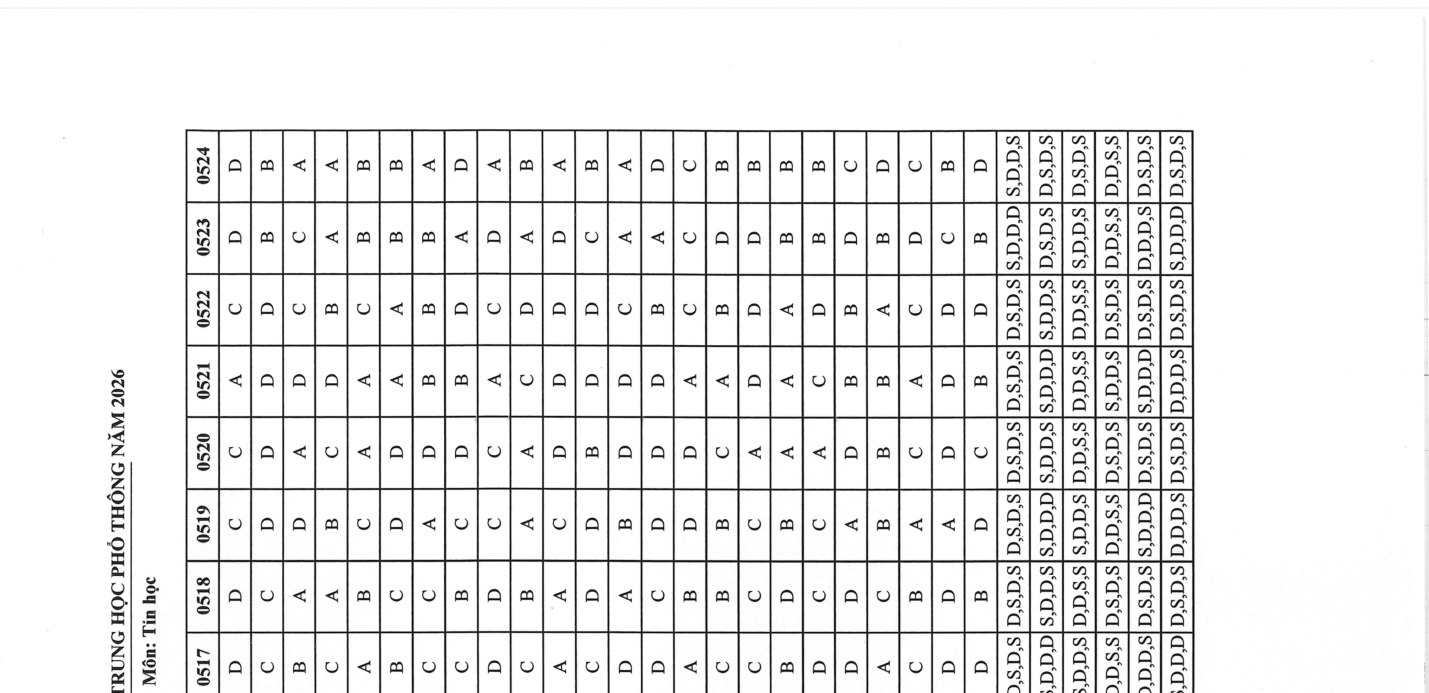 TRUNG HỌC PHỔ THÔNG NĂM 2026
Môn: Tin học
0517 0518 0519 0520 0521 0522 0523 0524
D D C C A C D D
C C D D D D B B
B A D A D C C A
C A B C D B A A
A B C A A C B B
B C D D A A B B
C C A D B B B A
C B C D B D A D
D D C C A C D A
C B A A C D A B
A A C D D D D A
C D D B D D C B
D A B D D C A A
D C D D D B A D
A B D D A C C C
C B B C A B D B
C C C A D D D B
B D B A A A B B
D C C A C D B B
D D A D B B D C
A C B B B A B D
C B A C A C D C
D D A D D D C B
D B D C B D B D
D,S,D,S D,S,D,S D,S,D,S D,S,D,S D,S,D,S D,S,D,S S,D,D,D S,D,D,S
S,D,D,D S,D,D,S S,D,D,D S,D,D,S S,D,D,D S,D,D,S D,S,D,S D,S,D,S
S,D,D,S D,D,S,S S,D,D,S D,D,S,S D,D,S,S D,D,S,S S,D,D,S D,S,D,S
D,D,S,S D,S,D,S D,D,S,S D,S,D,S S,D,D,S S,D,D,S D,D,S,S D,D,S,S
D,D,D,S D,S,D,S S,D,D,D D,S,D,S S,D,D,D D,S,D,S D,D,D,S D,S,D,S
S,D,D,D D,S,D,S D,D,D,S D,S,D,S D,D,D,S D,S,D,S S,D,D,D D,S,D,S